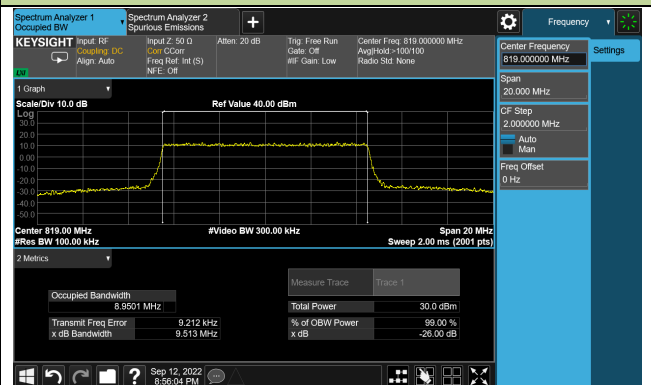 Spectrum Analyzer 1
Occupied BW
Spectrum Analyzer 2
Spurious Emissions
+
Frequency
KEYSIGHT
Input: RF
Coupling: DC
Align: Auto
Input Z: 50 Ω
Corr CCorr
Freq Ref: Int (S)
NFE: Off
Atten: 20 dB
Trig: Free Run
Gate: Off
#IF Gain: Low
Center Freq: 819.000000 MHz
Avg|Hold:>100/100
Radio Std: None
LXI
Center Frequency
819.000000 MHz
Settings
Span
20.000 MHz
CF Step
2.000000 MHz
Auto
Man
Freq Offset
0 Hz
1 Graph
Scale/Div 10.0 dB
Ref Value 40.00 dBm
Log
30.0
20.0
10.0
0.00
-10.0
-20.0
-30.0
-40.0
-50.0
Center 819.00 MHz
#Video BW 300.00 kHz
Span 20 MHz
#Res BW 100.00 kHz
Sweep 2.00 ms (2001 pts)
2 Metrics
Measure Trace
Trace 1
Occupied Bandwidth
8.9501 MHz
Total Power
30.0 dBm
Transmit Freq Error
9.212 kHz
% of OBW Power
99.00 %
x dB Bandwidth
9.513 MHz
x dB
-26.00 dB
?
Sep 12, 2022
8:56:04 PM